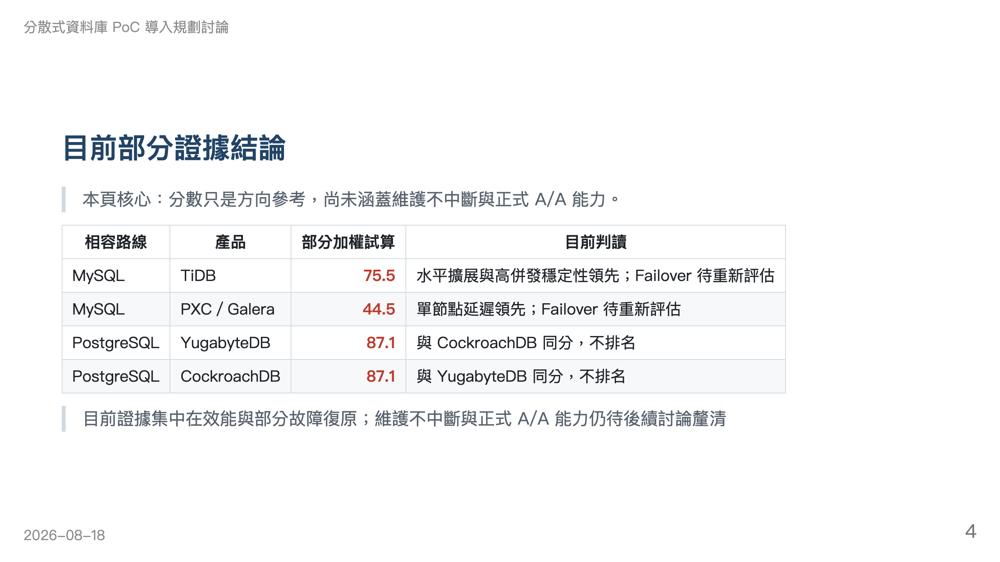 分散式資料庫 PoC 導入規劃討論
目前部分證據結論
本頁核心：分數只是方向參考，尚未涵蓋維護不中斷與正式 A/A 能力。
相容路線 產品 部分加權試算 目前判讀
MySQL TiDB 75.5 水平擴展與高併發穩定性領先；Failover 待重新評估
MySQL PXC / Galera 44.5 單節點延遲領先；Failover 待重新評估
PostgreSQL YugabyteDB 87.1 與 CockroachDB 同分，不排名
PostgreSQL CockroachDB 87.1 與 YugabyteDB 同分，不排名
目前證據集中在效能與部分故障復原；維護不中斷與正式 A/A 能力仍待後續討論釐清
2026-08-18
4